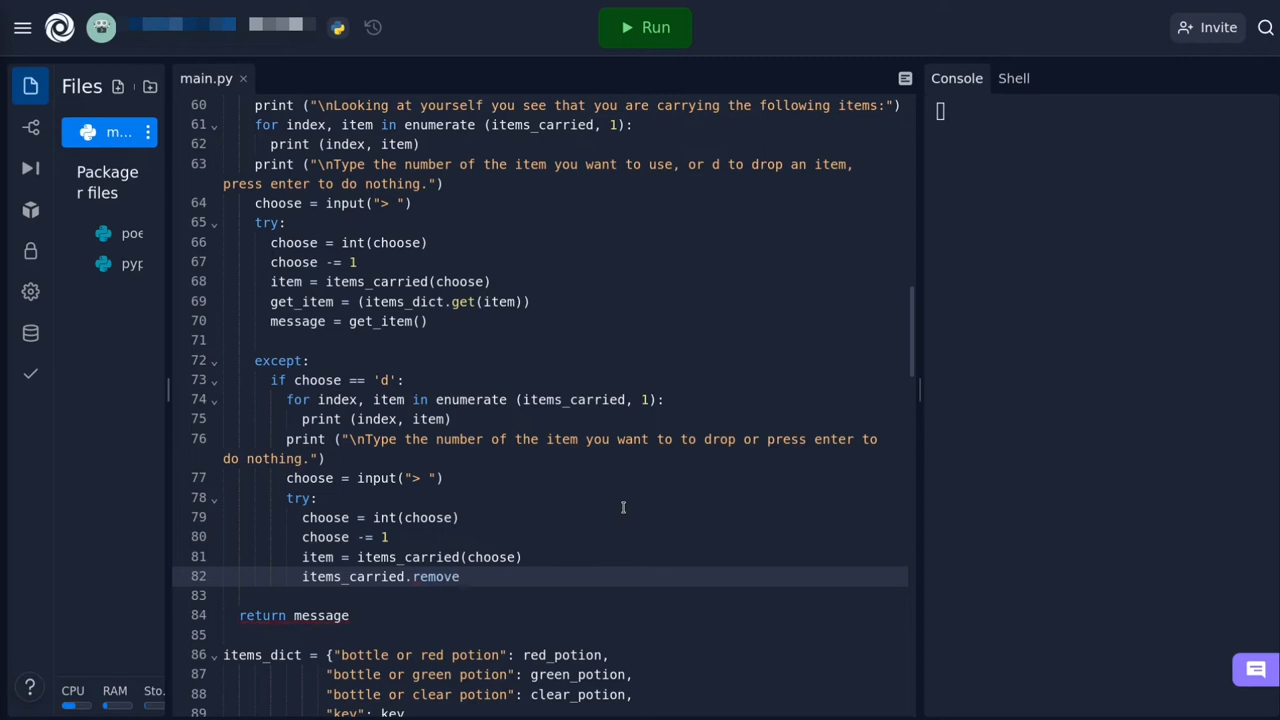 Run
Invite
Files
main.py
Console
Shell
m...
Package
r files
poe
pyp
60 print ("\nLooking at yourself you see that you are carrying the following items:")
61 for index, item in enumerate (items_carried, 1):
62 print (index, item)
63 print ("\nType the number of the item you want to use, or d to drop an item,
press enter to do nothing.")
64 choose = input("> ")
65 try:
66 choose = int(choose)
67 choose -= 1
68 item = items_carried(choose)
69 get_item = (items_dict.get(item))
70 message = get_item()
71
72 except:
73 if choose == 'd':
74 for index, item in enumerate (items_carried, 1):
75 print (index, item)
76 print ("\nType the number of the item you want to to drop or press enter to
do nothing.")
77 choose = input("> ")
78 try:
79 choose = int(choose)
80 choose -= 1
81 item = items_carried(choose)
82 items_carried.remove
83
84 return message
85
86 items_dict = {"bottle or red potion": red_potion,
87 "bottle or green potion": green_potion,
88 "bottle or clear potion": clear_potion,
89 "key": key
?
CPU RAM Sto.